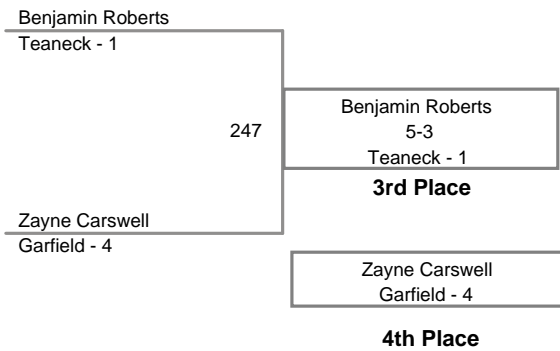 Benjamin Roberts
Teaneck - 1
247
Benjamin Roberts
5-3
Teaneck - 1
3rd Place
Zayne Carswell
Garfield - 4
Zayne Carswell
Garfield - 4
4th Place